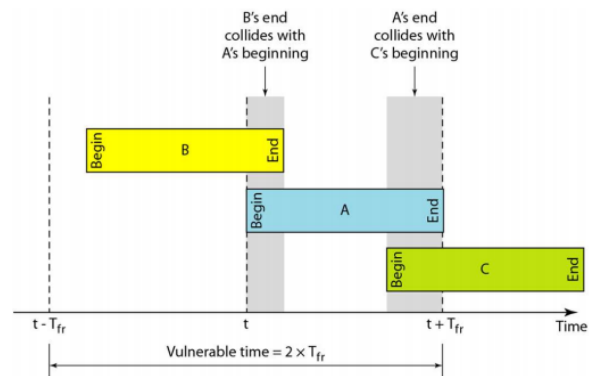 B's end
collides with
A's beginning
A's end
collides with
C's beginning
Begin
B
End
Begin
A
End
Begin
C
End
t - Tfr
t
t + Tfr
Time
Vulnerable time = 2 × Tfr